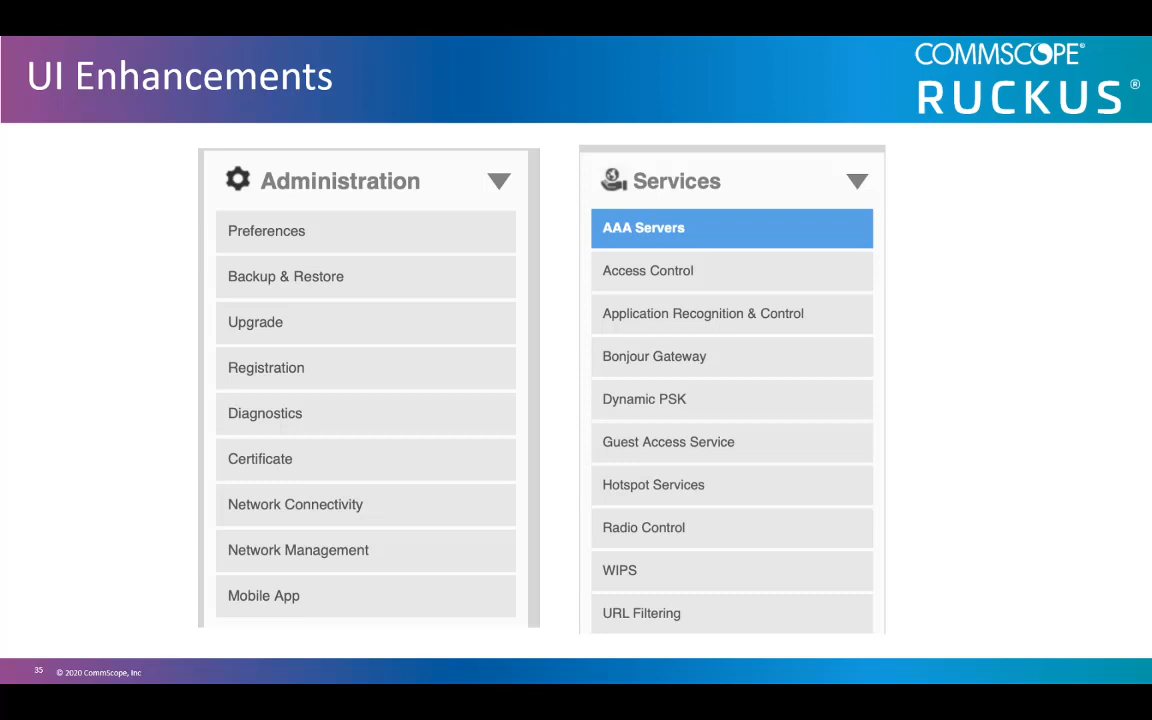 UI Enhancements
COMMSCOPE®
RUCKUS®
Administration
Preferences
Backup & Restore
Upgrade
Registration
Diagnostics
Certificate
Network Connectivity
Network Management
Mobile App
Services
AAA Servers
Access Control
Application Recognition & Control
Bonjour Gateway
Dynamic PSK
Guest Access Service
Hotspot Services
Radio Control
WIPS
URL Filtering
35 © 2020 CommScope, Inc